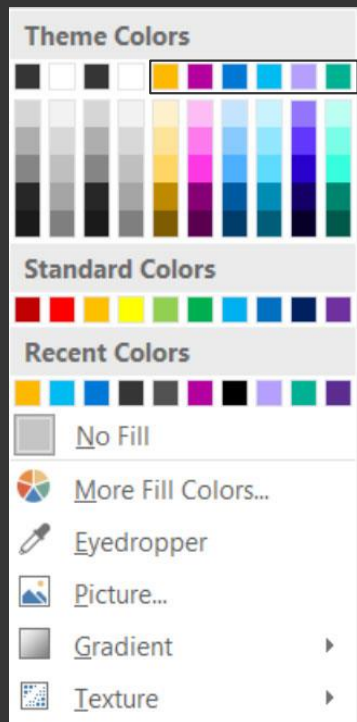 Theme Colors
Standard Colors
Recent Colors
No Fill
More Fill Colors...
Eyedropper
Picture...
Gradient
Texture